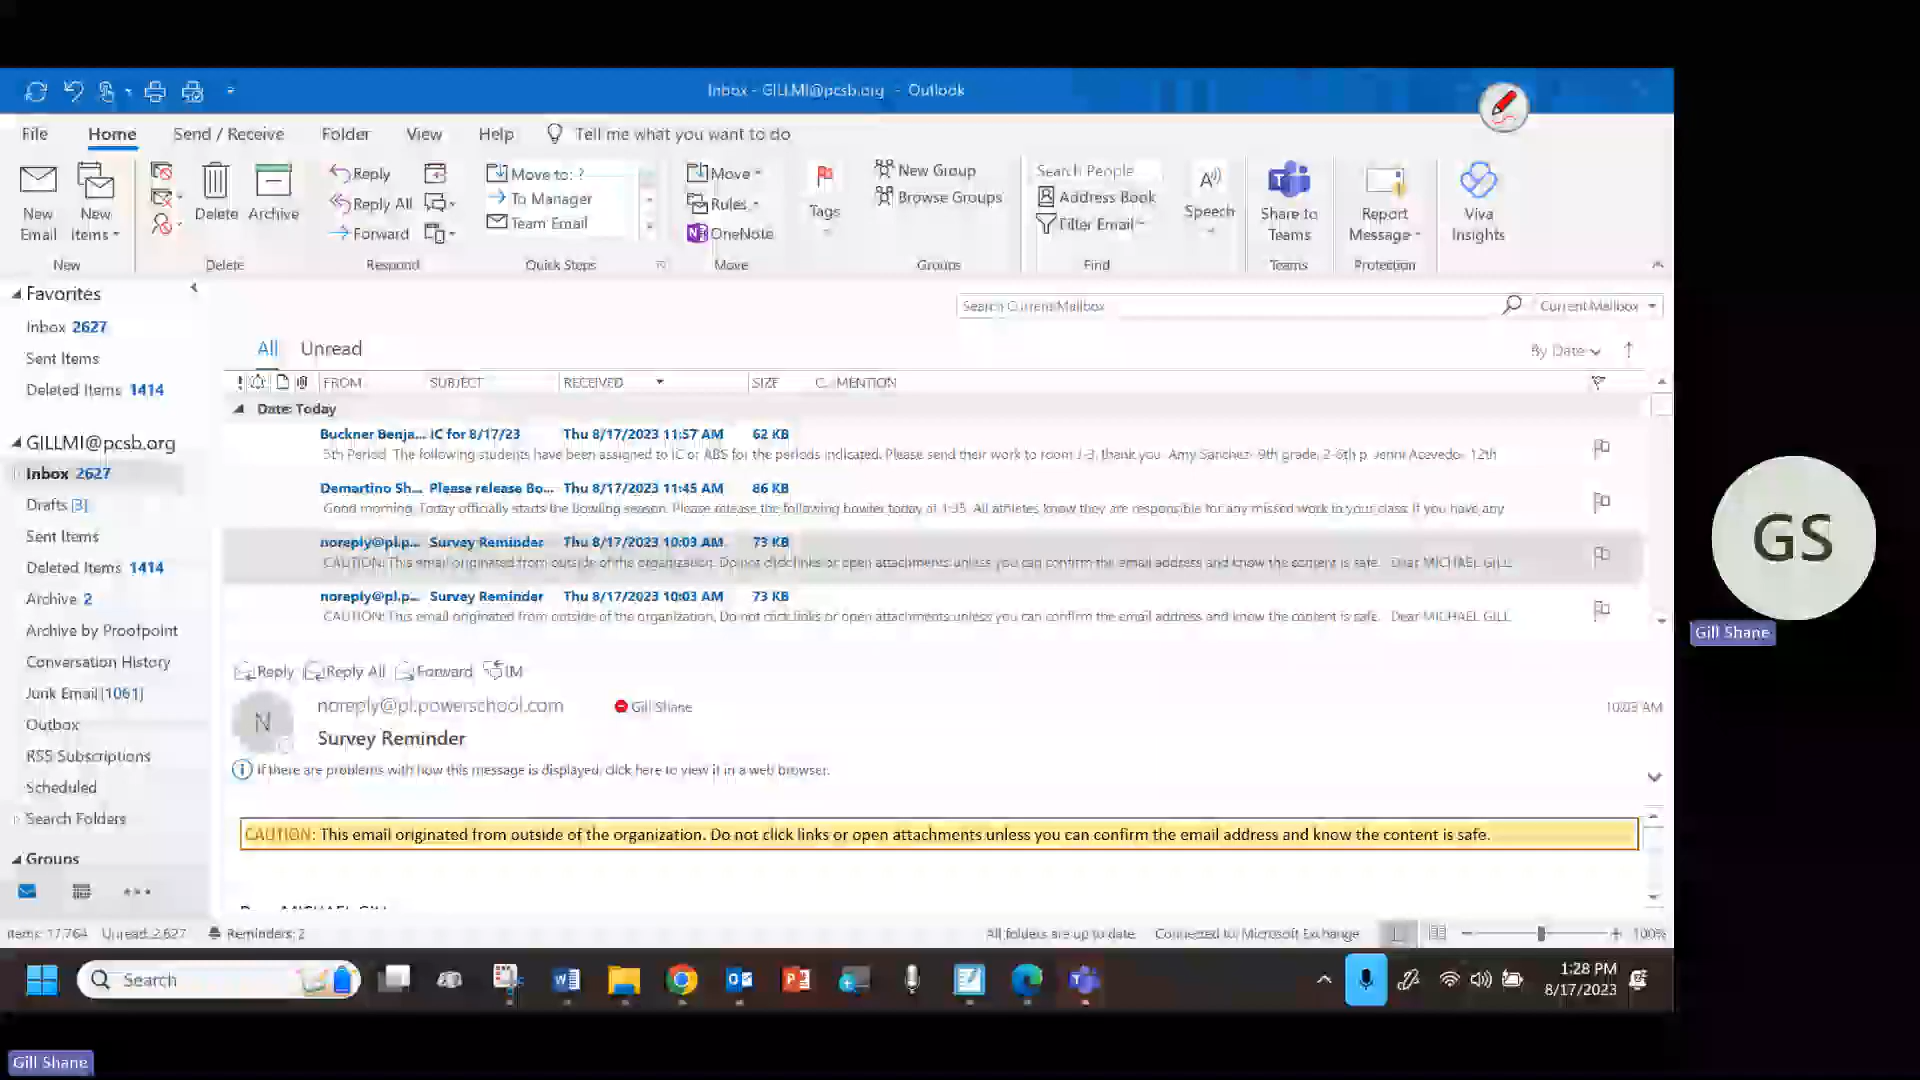 Inbox - GILLMI@pcsb.org - Outlook
File Home Send / Receive Folder View Help Tell me what you want to do
New Email
New Items
New
Delete
Archive
Delete
Reply
Reply All
Forward
Respond
Move to: ?
To Manager
Team Email
Quick Steps
Move
Rules
OneNote
Move
Tags
New Group
Browse Groups
Groups
Search People
Address Book
Filter Email
Find
Speech
Share to Teams
Teams
Report Message
Protection
Viva Insights
Favorites
Inbox 2627
Sent Items
Deleted Items 1414
GILLMI@pcsb.org
Inbox 2627
Drafts [3]
Sent Items
Deleted Items 1414
Archive 2
Archive by Proofpoint
Conversation History
Junk Email [1061]
Outbox
RSS Subscriptions
Scheduled
Search Folders
Groups
Search Current Mailbox Current Mailbox
All Unread By Date
FROM SUBJECT RECEIVED SIZE C... MENTION
Date: Today
Buckner Benja... IC for 8/17/23 Thu 8/17/2023 11:57 AM 62 KB
5th Period The following students have been assigned to IC or ABS for the periods indicated. Please send their work to room J-3, thank you. Amy Sanchez- 9th grade, 2-6th p Jenni Acevedo- 12th
Demartino Sh... Please release Bo... Thu 8/17/2023 11:45 AM 86 KB
Good morning, Today officially starts the Bowling season. Please release the following bowler today at 1:35. All athletes know they are responsible for any missed work to your class. If you have any
noreply@pl.p... Survey Reminder Thu 8/17/2023 10:03 AM 73 KB
CAUTION: This email originated from outside of the organization. Do not click links or open attachments unless you can confirm the email address and know the content is safe. Dear MICHAEL GILL
noreply@pl.p... Survey Reminder Thu 8/17/2023 10:03 AM 73 KB
CAUTION: This email originated from outside of the organization. Do not click links or open attachments unless you can confirm the email address and know the content is safe. Dear MICHAEL GILL
Reply Reply All Forward IM
N
noreply@pl.powerschool.com Gill Shane 10:03 AM
Survey Reminder
If there are problems with how this message is displayed, click here to view it in a web browser.
CAUTION: This email originated from outside of the organization. Do not click links or open attachments unless you can confirm the email address and know the content is safe.
Items: 17,764 Unread: 2,627 Reminders: 2 All folders are up to date. Connected to: Microsoft Exchange 100%
Search
1:28 PM
8/17/2023
GS
Gill Shane
Gill Shane